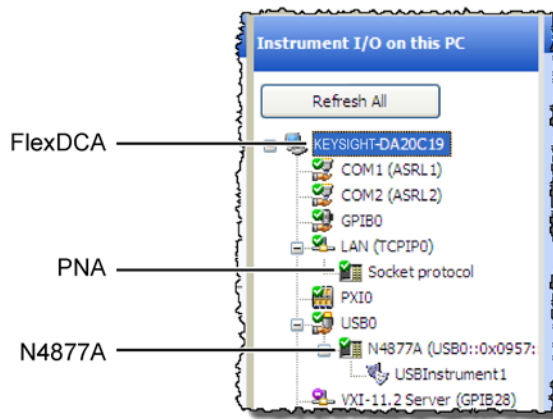 Instrument I/O on this PC
Refresh All
FlexDCA
KEYSIGHT-DA20C19
COM1 (ASRL1)
COM2 (ASRL2)
GPIB0
LAN (TCPIP0)
PNA
Socket protocol
PXI0
USB0
N4877A
N4877A (USB0::0x0957:
USBInstrument1
VXI-11.2 Server (GPIB28)